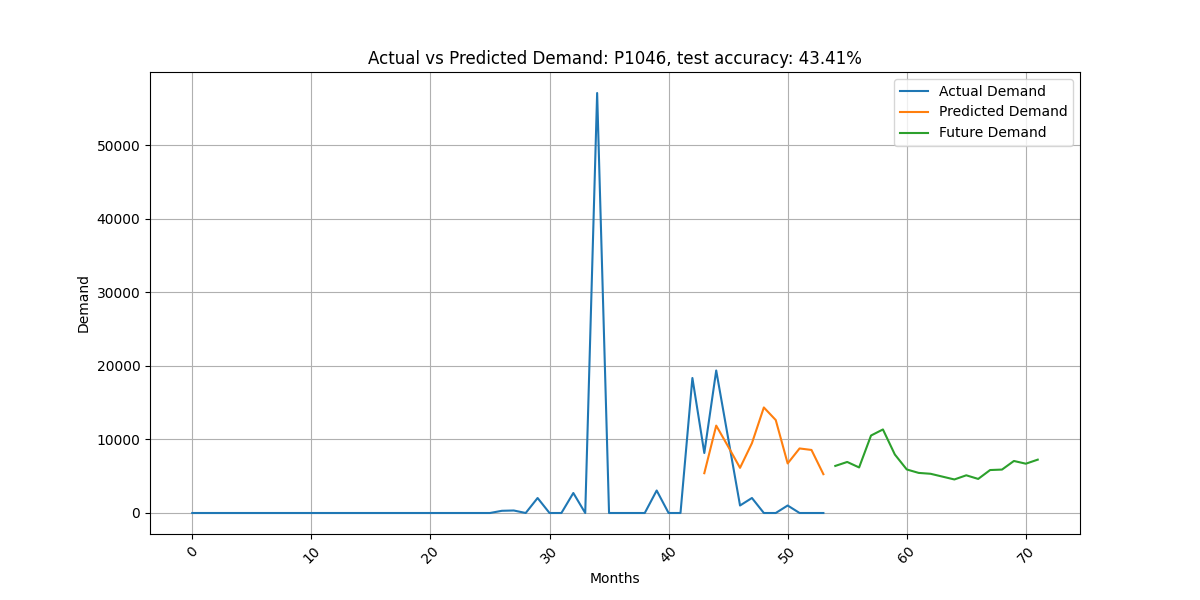 Actual vs Predicted Demand: P1046, test accuracy: 43.41%
Actual Demand
Predicted Demand
Future Demand
50000
40000
30000
20000
10000
0
Demand
0 10 20 30 40 50 60 70
Months